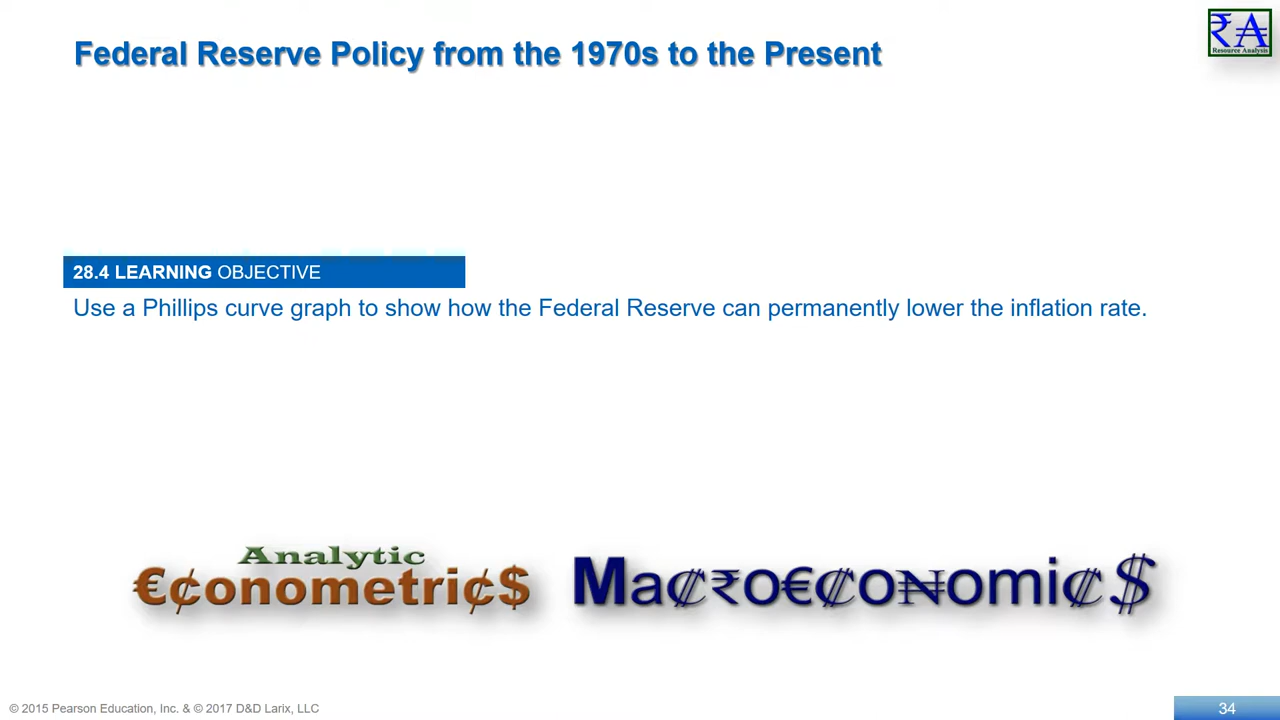 Federal Reserve Policy from the 1970s to the Present
₹A
Resource Analysis
28.4 LEARNING OBJECTIVE
Use a Phillips curve graph to show how the Federal Reserve can permanently lower the inflation rate.
Analytic
€¢onometri¢$
Ma₡₹o€₡o₦omi₡$
© 2015 Pearson Education, Inc. & © 2017 D&D Larix, LLC
34